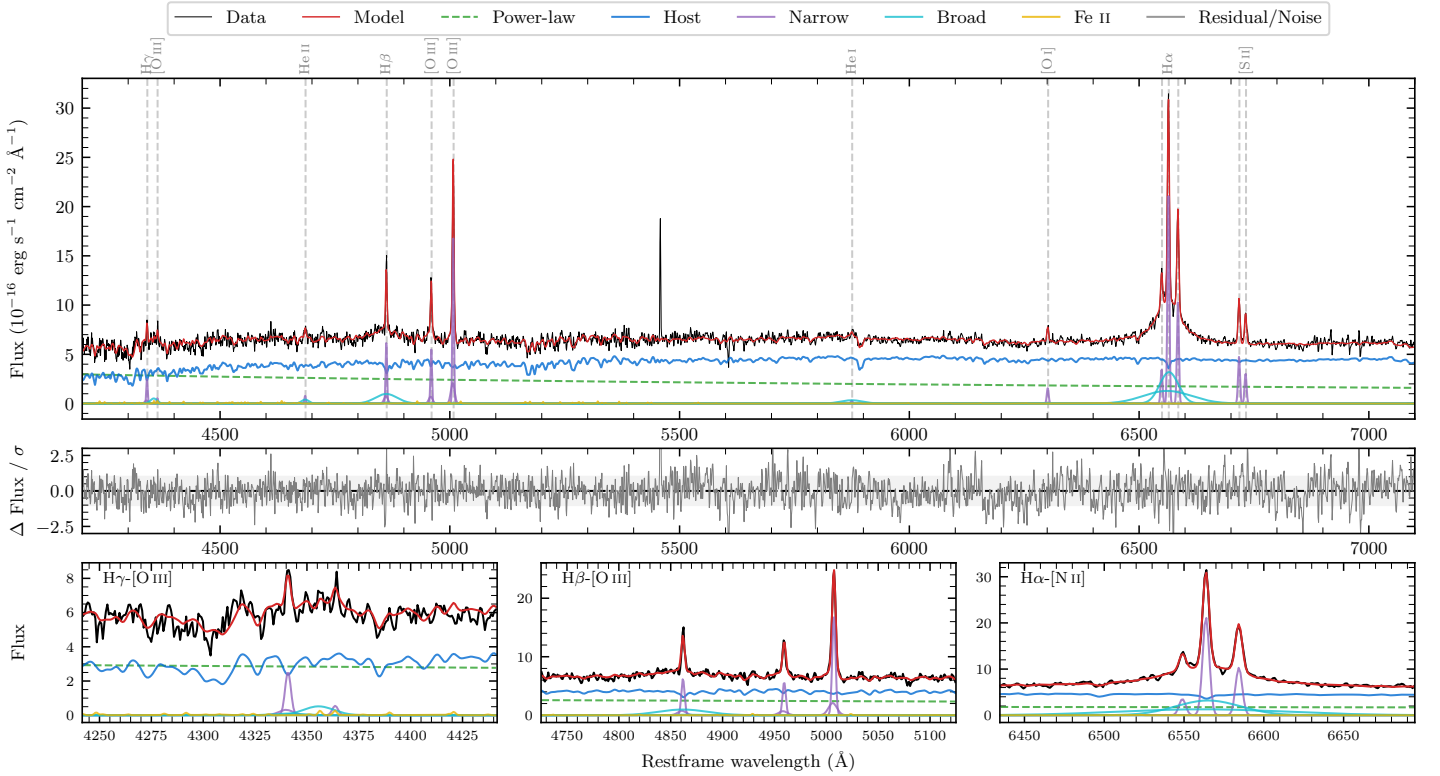 Data Model Power-law Host Narrow Broad Fe II Residual/Noise
Hγ [O III] He II Hβ [O III] [O III] He I [O I] Hα [S II]
Flux (10⁻¹⁶ erg s⁻¹ cm⁻² Å⁻¹)
30
25
20
15
10
5
0
4500 5000 5500 6000 6500 7000
Δ Flux / σ
2.5
0.0
−2.5
4500 5000 5500 6000 6500 7000
Flux
Hγ-[O III]
8
6
4
2
0
4250 4275 4300 4325 4350 4375 4400 4425
Hβ-[O III]
20
10
0
4750 4800 4850 4900 4950 5000 5050 5100
Hα-[N II]
30
20
10
0
6450 6500 6550 6600 6650
Restframe wavelength (Å)